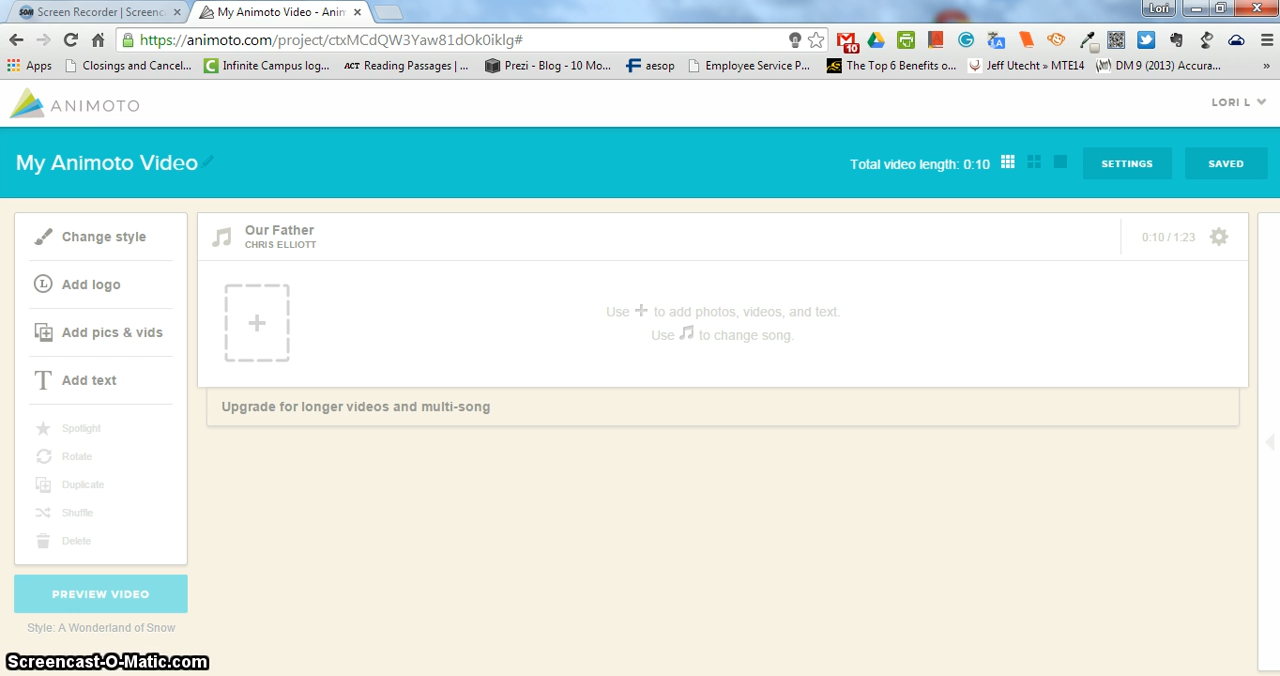 Lori
Screen Recorder | Screenc
My Animoto Video - Anim
https://animoto.com/project/ctxMCdQW3Yaw81dOk0iklg#
10
Apps
Closings and Cancel...
Infinite Campus log...
ACT Reading Passages | ...
Prezi - Blog - 10 Mo...
aesop
Employee Service P...
The Top 6 Benefits o...
Jeff Utecht » MTE14
DM 9 (2013) Accura...
»
ANIMOTO
LORI L
My Animoto Video
Total video length: 0:10
SETTINGS
SAVED
Change style
Add logo
Add pics & vids
Add text
Spotlight
Rotate
Duplicate
Shuffle
Delete
PREVIEW VIDEO
Style: A Wonderland of Snow
Our Father
CHRIS ELLIOTT
0:10 / 1:23
Use + to add photos, videos, and text.
Use ♫ to change song.
Upgrade for longer videos and multi-song
Screencast-O-Matic.com